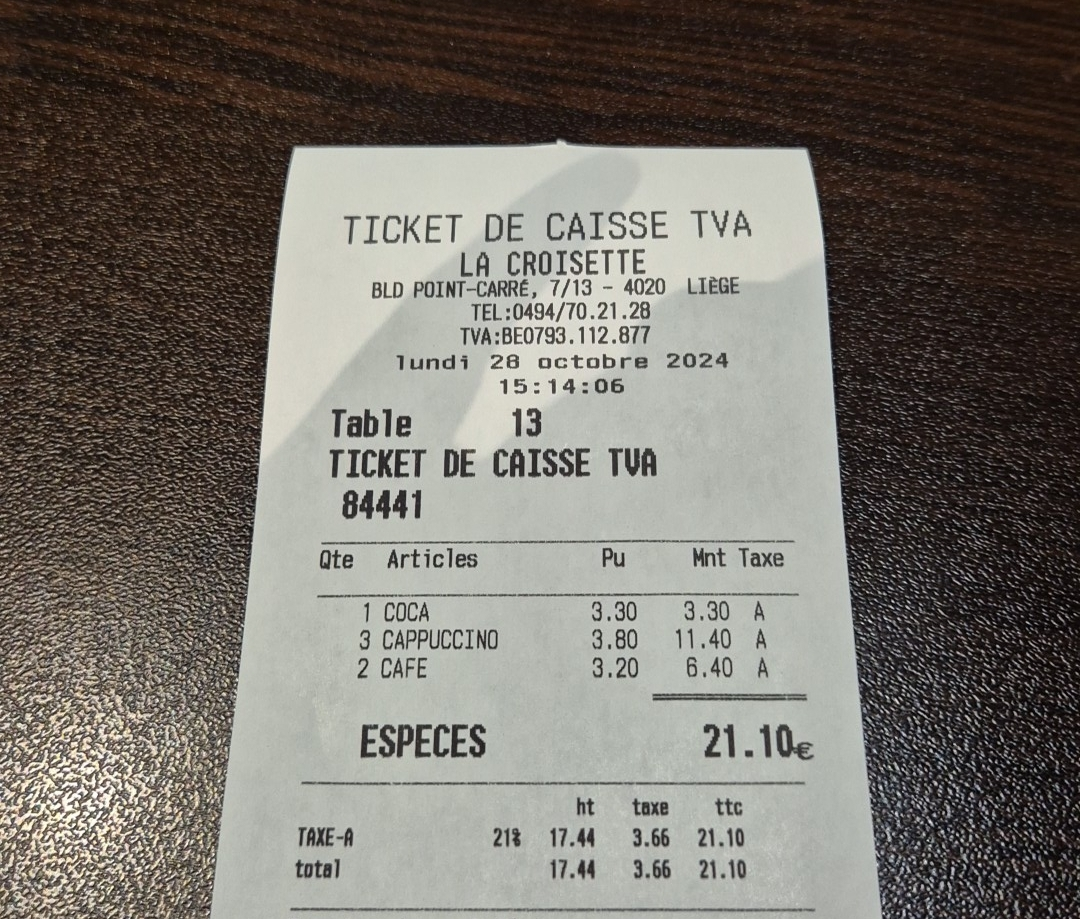 TICKET DE CAISSE TVA
LA CROISETTE
BLD POINT-CARRÉ, 7/13 - 4020 LIÈGE
TEL:0494/70.21.28
TVA:BE0793.112.877
lundi 28 octobre 2024
15:14:06
Table 13
TICKET DE CAISSE TVA
84441
Qte Articles Pu Mnt Taxe
1 COCA 3.30 3.30 A
3 CAPPUCCINO 3.80 11.40 A
2 CAFE 3.20 6.40 A
ESPECES 21.10€
ht taxe ttc
TAXE-A 21% 17.44 3.66 21.10
total 17.44 3.66 21.10